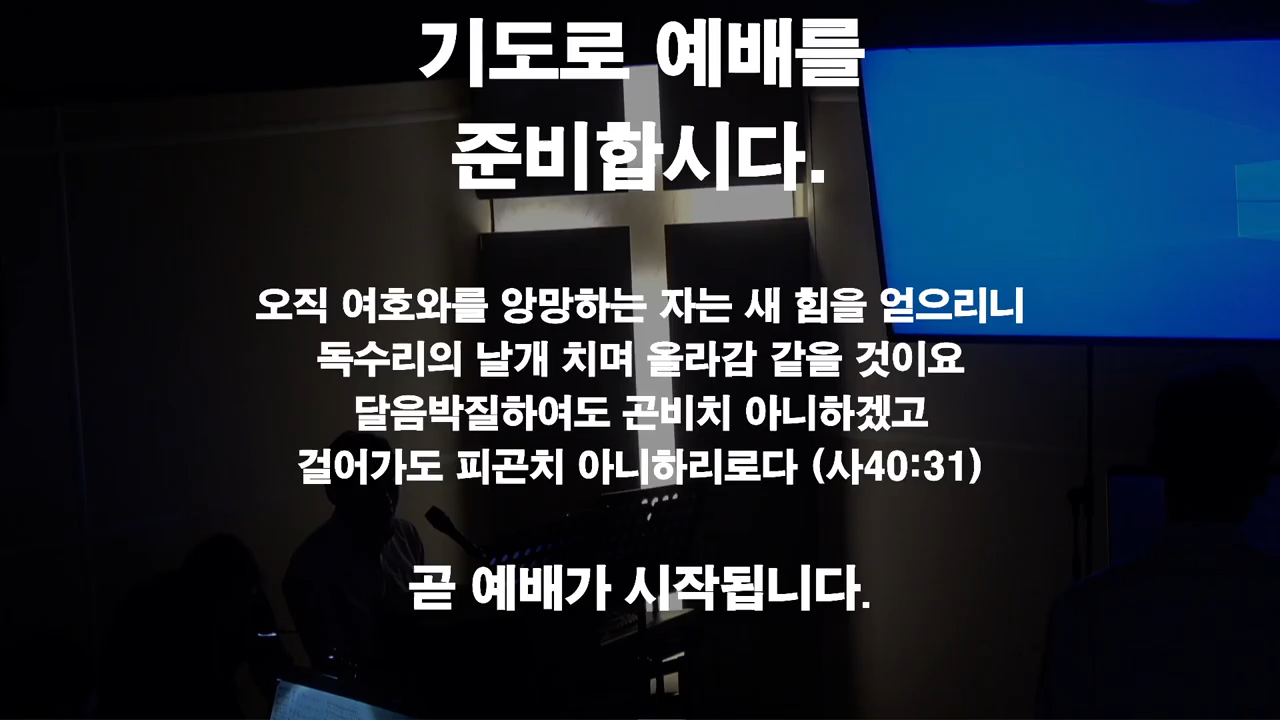 기도로 예배를
준비합시다.
오직 여호와를 앙망하는 자는 새 힘을 얻으리니
독수리의 날개 치며 올라감 같을 것이요
달음박질하여도 곤비치 아니하겠고
걸어가도 피곤치 아니하리로다 (사40:31)
곧 예배가 시작됩니다.